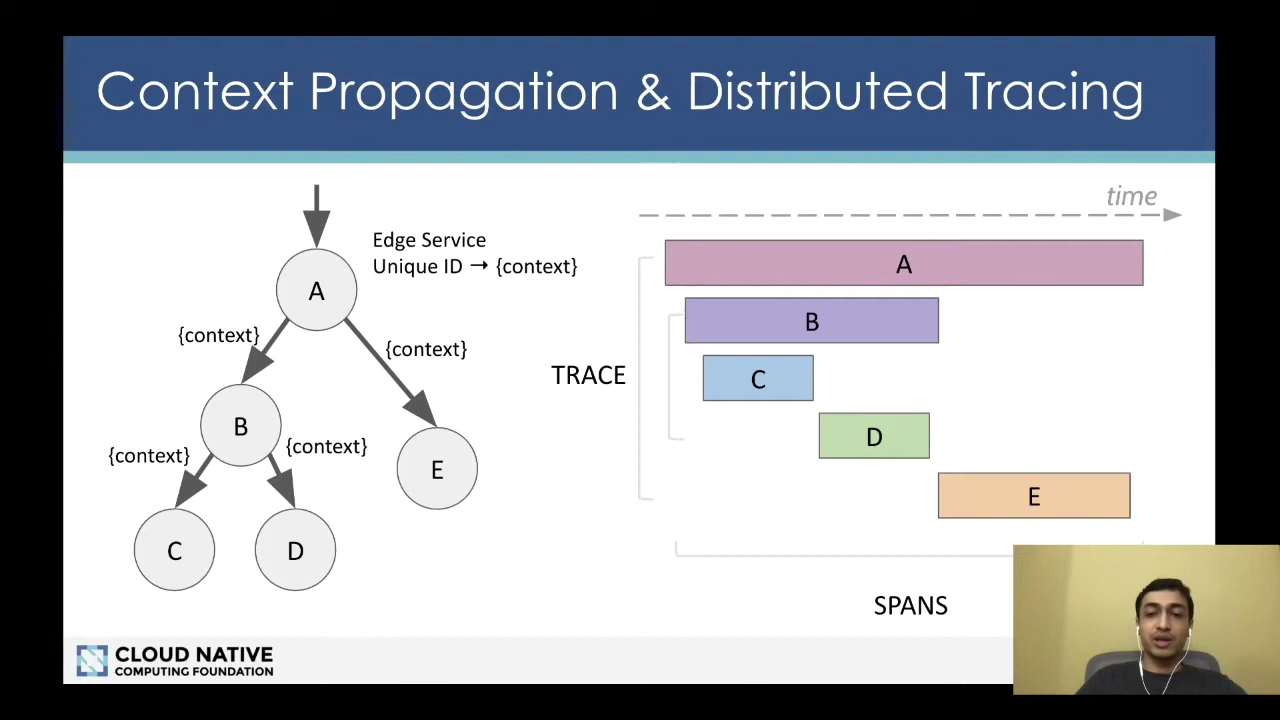 Context Propagation & Distributed Tracing
Edge Service
Unique ID → {context}
A
{context}
{context}
B
E
{context}
{context}
C
D
time
A
B
C
D
E
TRACE
SPANS
CLOUD NATIVE
COMPUTING FOUNDATION